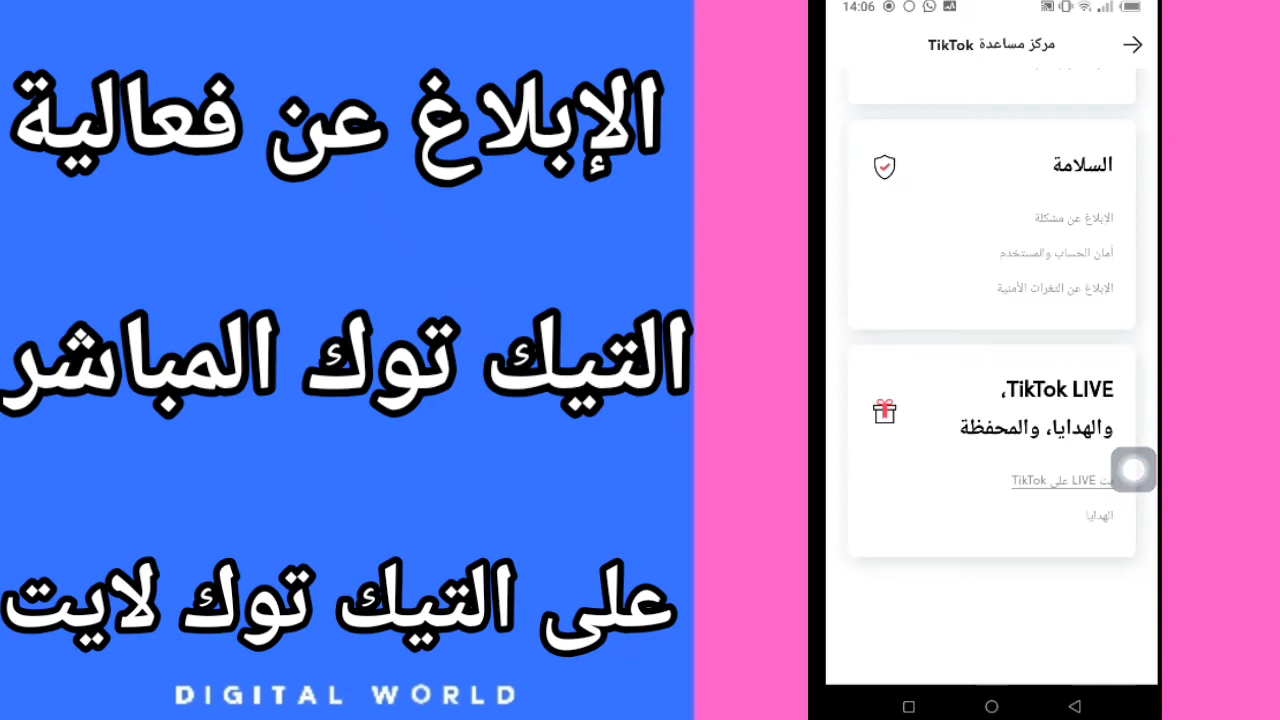 الإبلاغ عن فعالية
التيك توك المباشر
على التيك توك لايت
DIGITAL WORLD
14:06
مركز مساعدة TikTok
السلامة
الإبلاغ عن مشكلة
أمان الحساب والمستخدم
الإبلاغ عن الثغرات الأمنية
TikTok LIVE،
والهدايا، والمحفظة
LIVE على TikTok
الهدايا